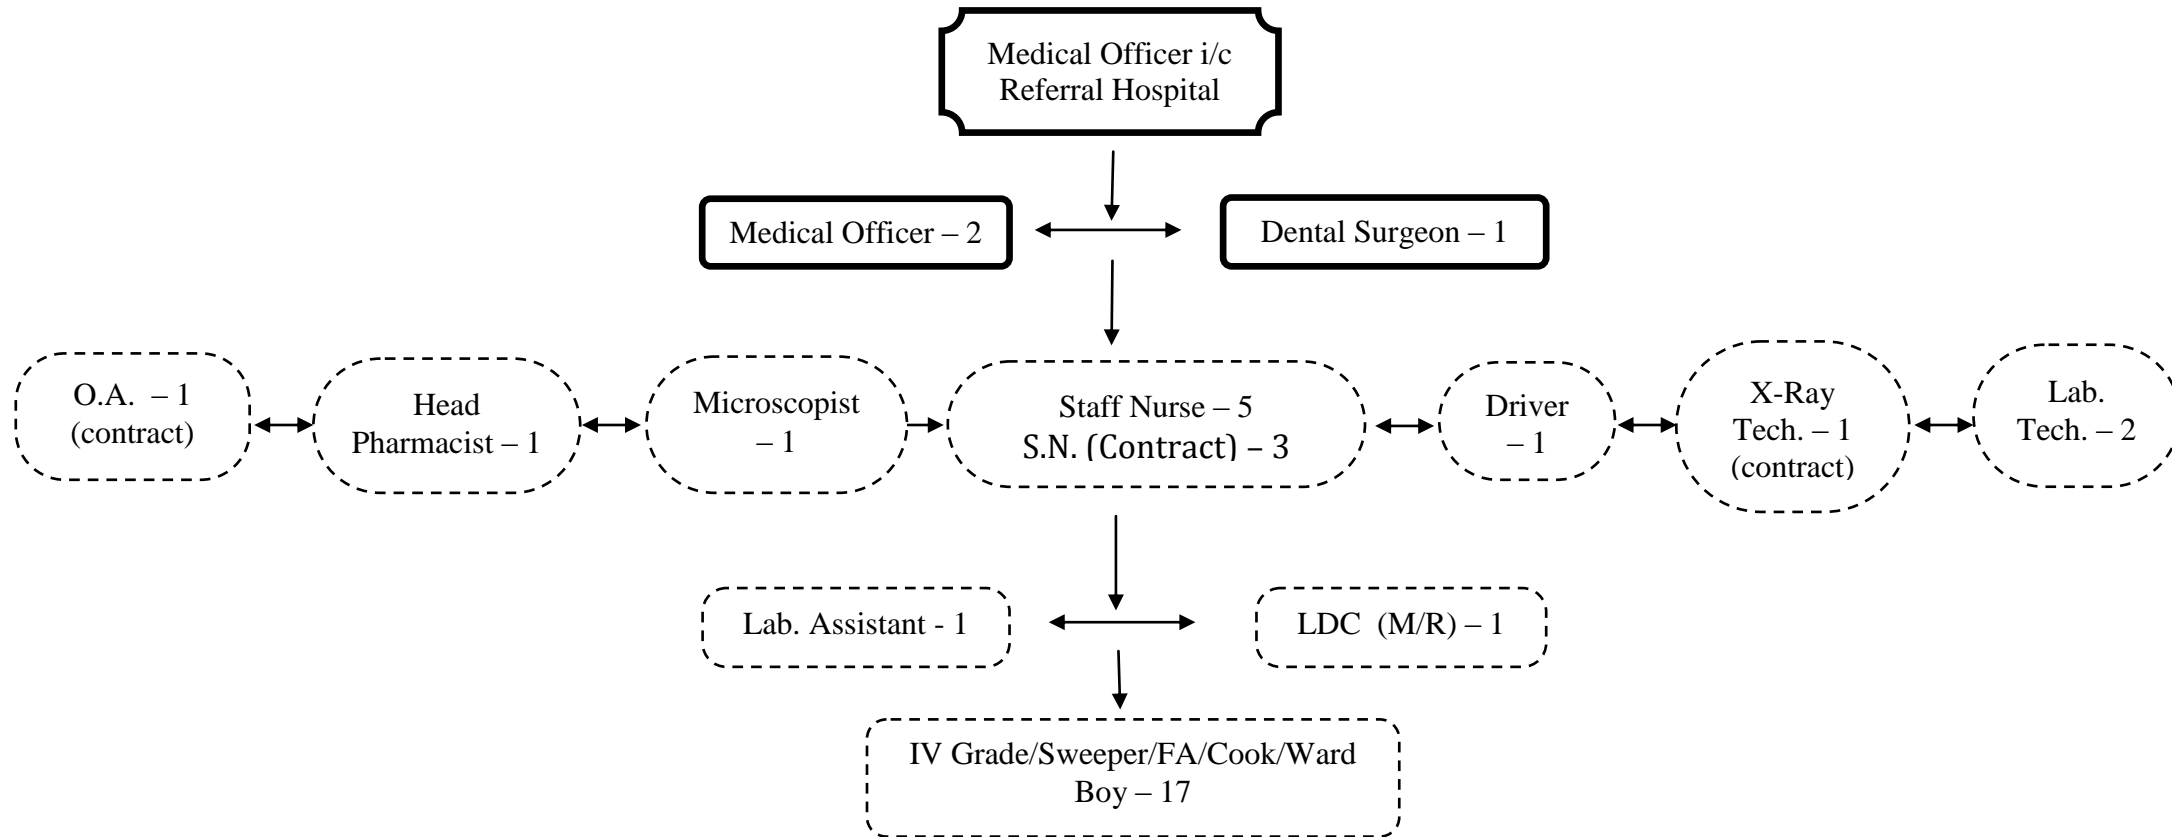 Medical Officer i/c
Referral Hospital
Medical Officer – 2
Dental Surgeon – 1
O.A. – 1
(contract)
Head
Pharmacist – 1
Microscopist
– 1
Staff Nurse – 5
S.N. (Contract) – 3
Driver
– 1
X-Ray
Tech. – 1
(contract)
Lab.
Tech. – 2
Lab. Assistant - 1
LDC (M/R) – 1
IV Grade/Sweeper/FA/Cook/Ward
Boy – 17